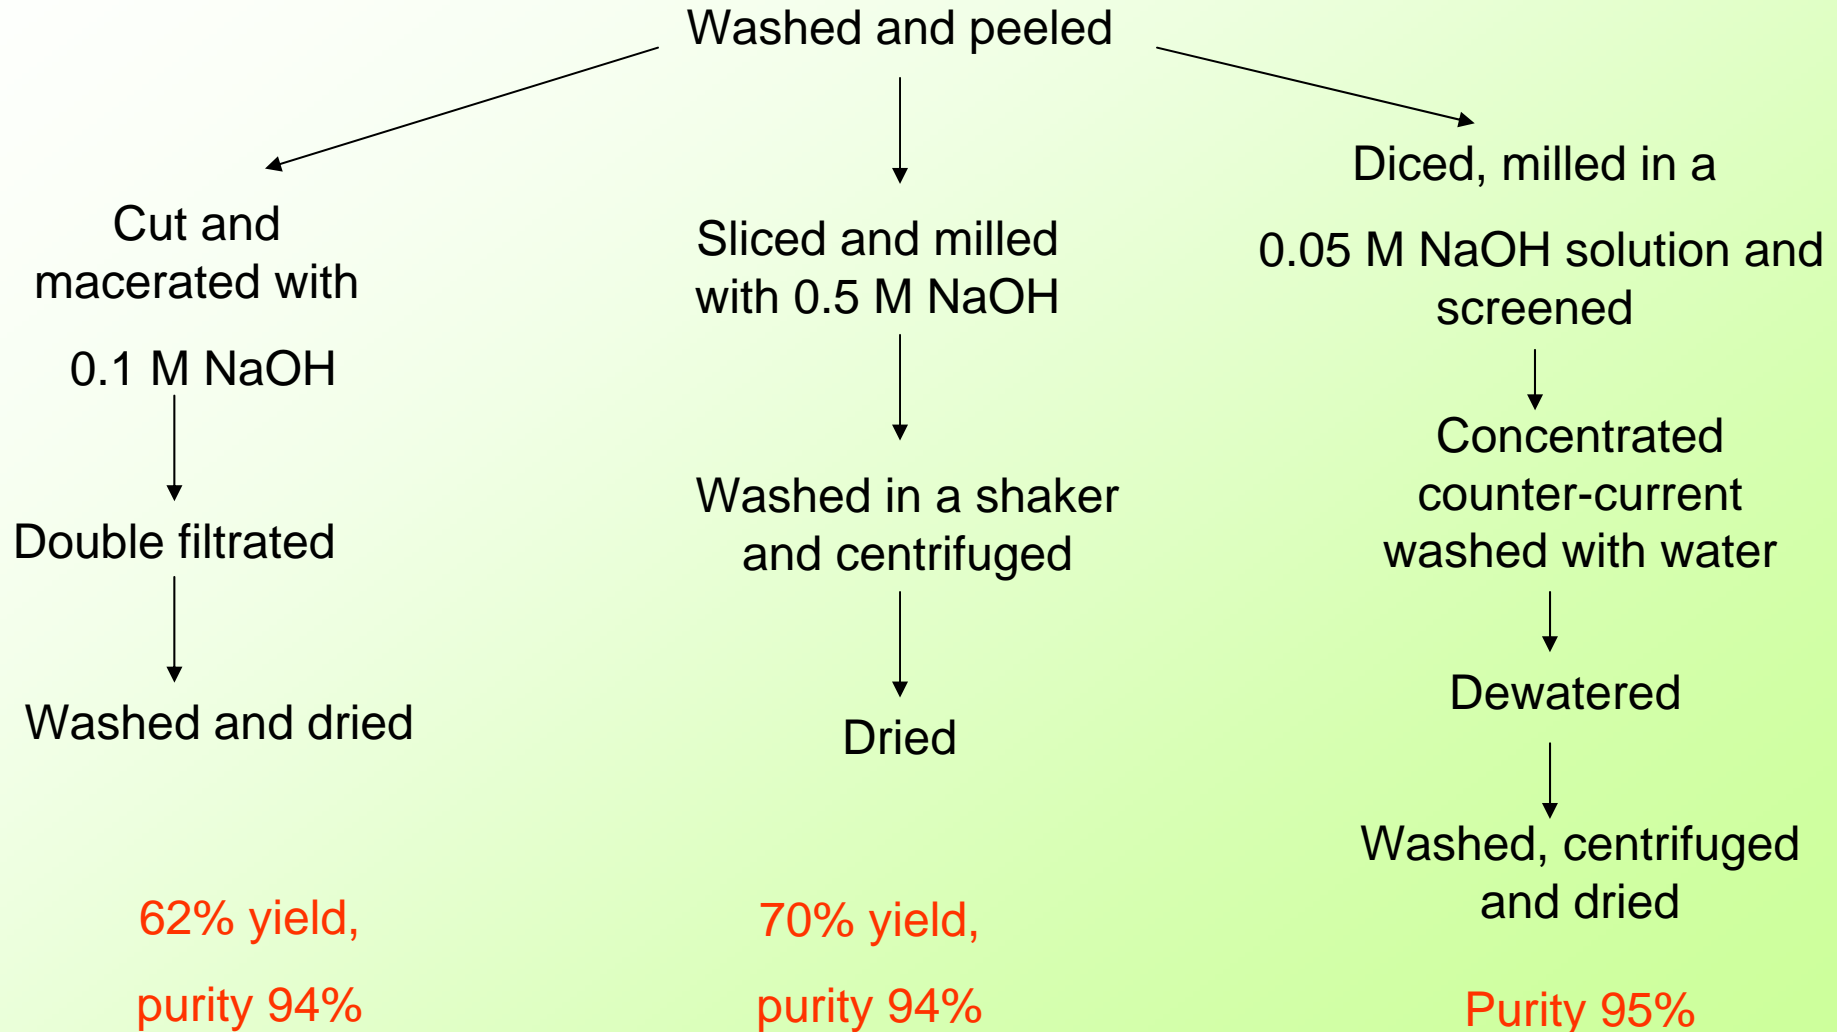 Washed and peeled
Cut and
macerated with
0.1 M NaOH
Double filtrated
Washed and dried
62% yield,
purity 94%
Sliced and milled
with 0.5 M NaOH
Washed in a shaker
and centrifuged
Dried
70% yield,
purity 94%
Diced, milled in a
0.05 M NaOH solution and
screened
Concentrated
counter-current
washed with water
Dewatered
Washed, centrifuged
and dried
Purity 95%